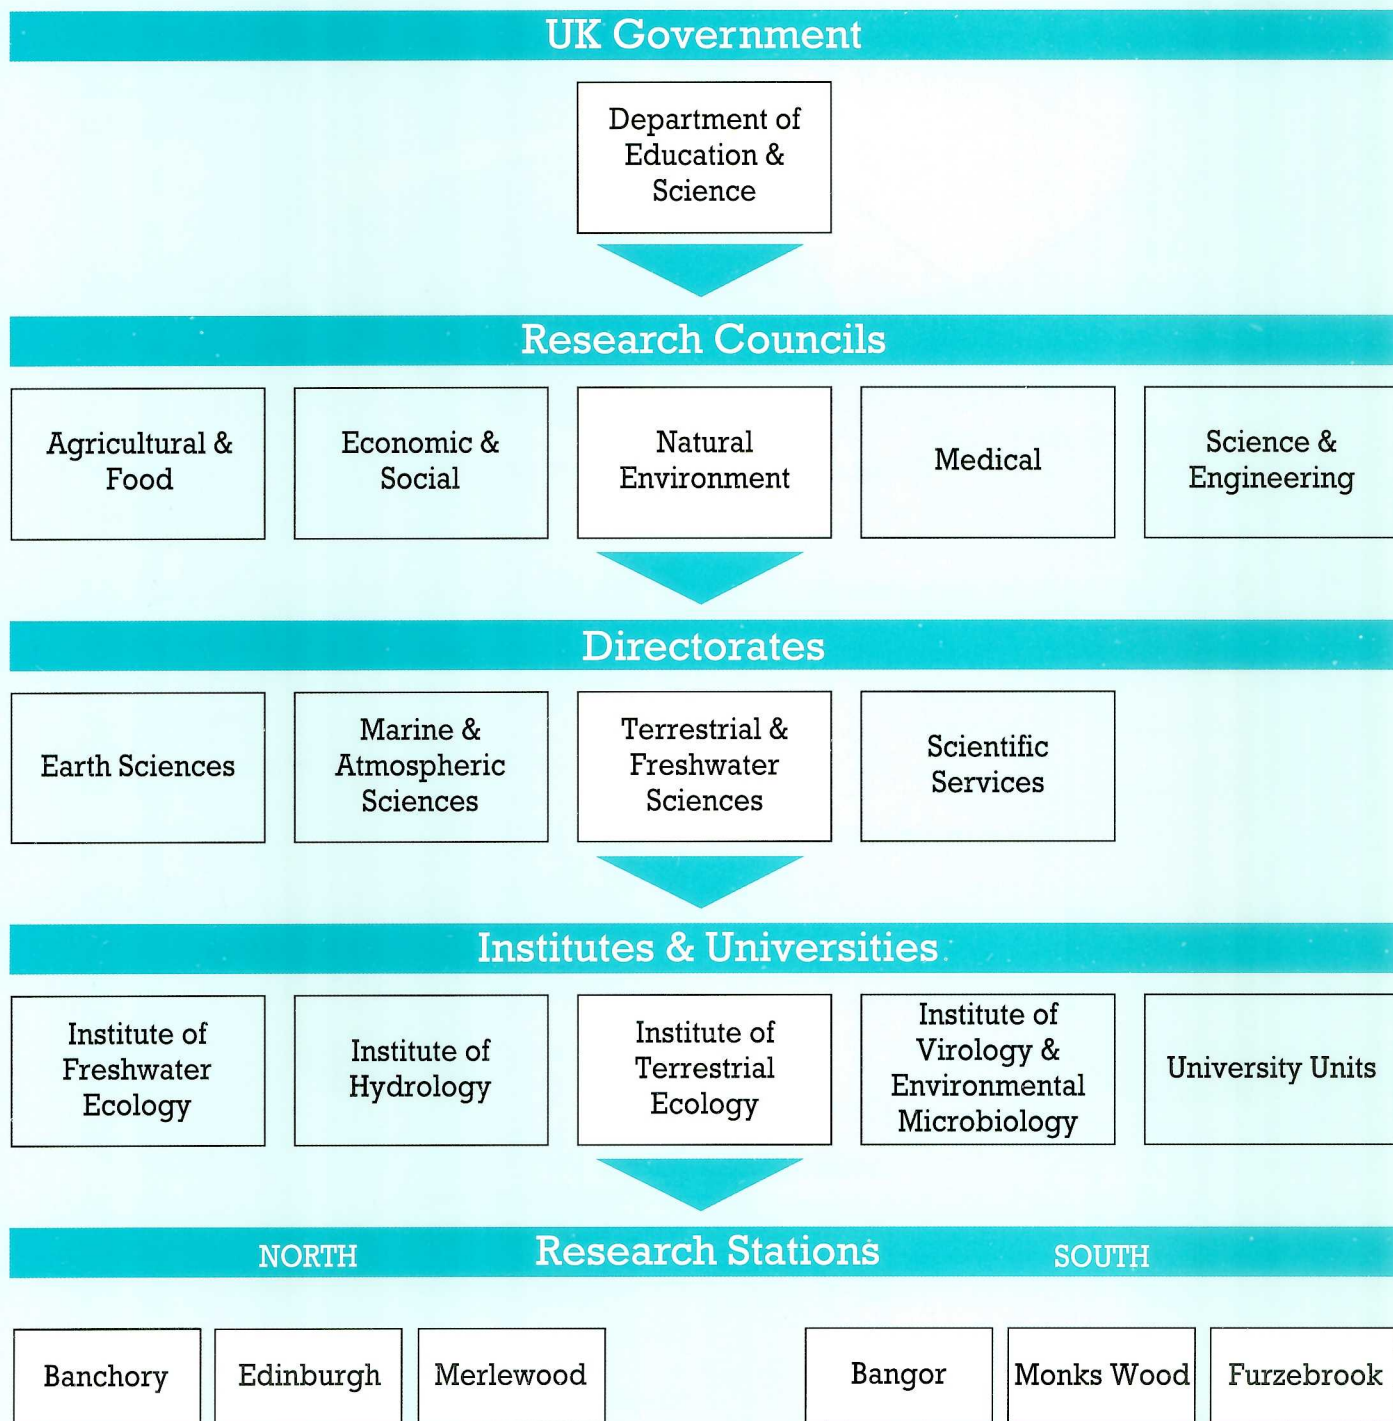 UK Government
Department of
Education &
Science
Research Councils
Agricultural &
Food
Economic &
Social
Natural
Environment
Medical
Science &
Engineering
Directorates
Earth Sciences
Marine &
Atmospheric
Sciences
Terrestrial &
Freshwater
Sciences
Scientific
Services
Institutes & Universities
Institute of
Freshwater
Ecology
Institute of
Hydrology
Institute of
Terrestrial
Ecology
Institute of
Virology &
Environmental
Microbiology
University Units
NORTH
Research Stations
SOUTH
Banchory
Edinburgh
Merlewood
Bangor
Monks Wood
Furzebrook